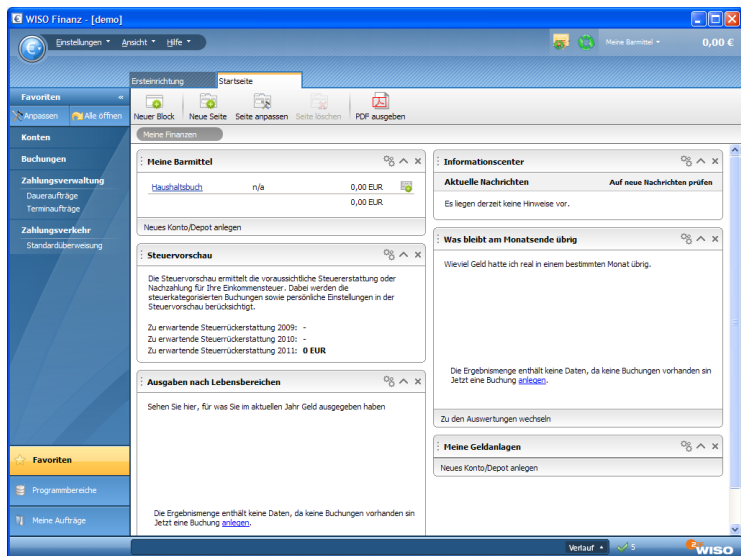 WISO Finanz - [demo]
Einstellungen Ansicht Hilfe
Meine Barmittel 0,00 €
Ersteinrichtung Startseite
Favoriten «
Anpassen Alle öffnen
Neuer Block Neue Seite Seite anpassen Seite löschen PDF ausgeben
Meine Finanzen
Konten
Buchungen
Zahlungsverwaltung
Daueraufträge
Terminaufträge
Zahlungsverkehr
Standardüberweisung
Meine Barmittel
Haushaltsbuch n/a 0,00 EUR
0,00 EUR
Neues Konto/Depot anlegen
Steuervorschau
Die Steuervorschau ermittelt die voraussichtliche Steuererstattung oder
Nachzahlung für Ihre Einkommensteuer. Dabei werden die
steuerkategorisierten Buchungen sowie persönliche Einstellungen in der
Steuervorschau berücksichtigt.
Zu erwartende Steuerrückerstattung 2009: -
Zu erwartende Steuerrückerstattung 2010: -
Zu erwartende Steuerrückerstattung 2011: 0 EUR
Ausgaben nach Lebensbereichen
Sehen Sie hier, für was Sie im aktuellen Jahr Geld ausgegeben haben
Die Ergebnismenge enthält keine Daten, da keine Buchungen vorhanden sin
Jetzt eine Buchung anlegen.
Informationscenter
Aktuelle Nachrichten Auf neue Nachrichten prüfen
Es liegen derzeit keine Hinweise vor.
Was bleibt am Monatsende übrig
Wieviel Geld hatte ich real in einem bestimmten Monat übrig.
Die Ergebnismenge enthält keine Daten, da keine Buchungen vorhanden sin
Jetzt eine Buchung anlegen.
Zu den Auswertungen wechseln
Meine Geldanlagen
Neues Konto/Depot anlegen
Favoriten
Programmbereiche
Meine Aufträge
Verlauf 5 WISO